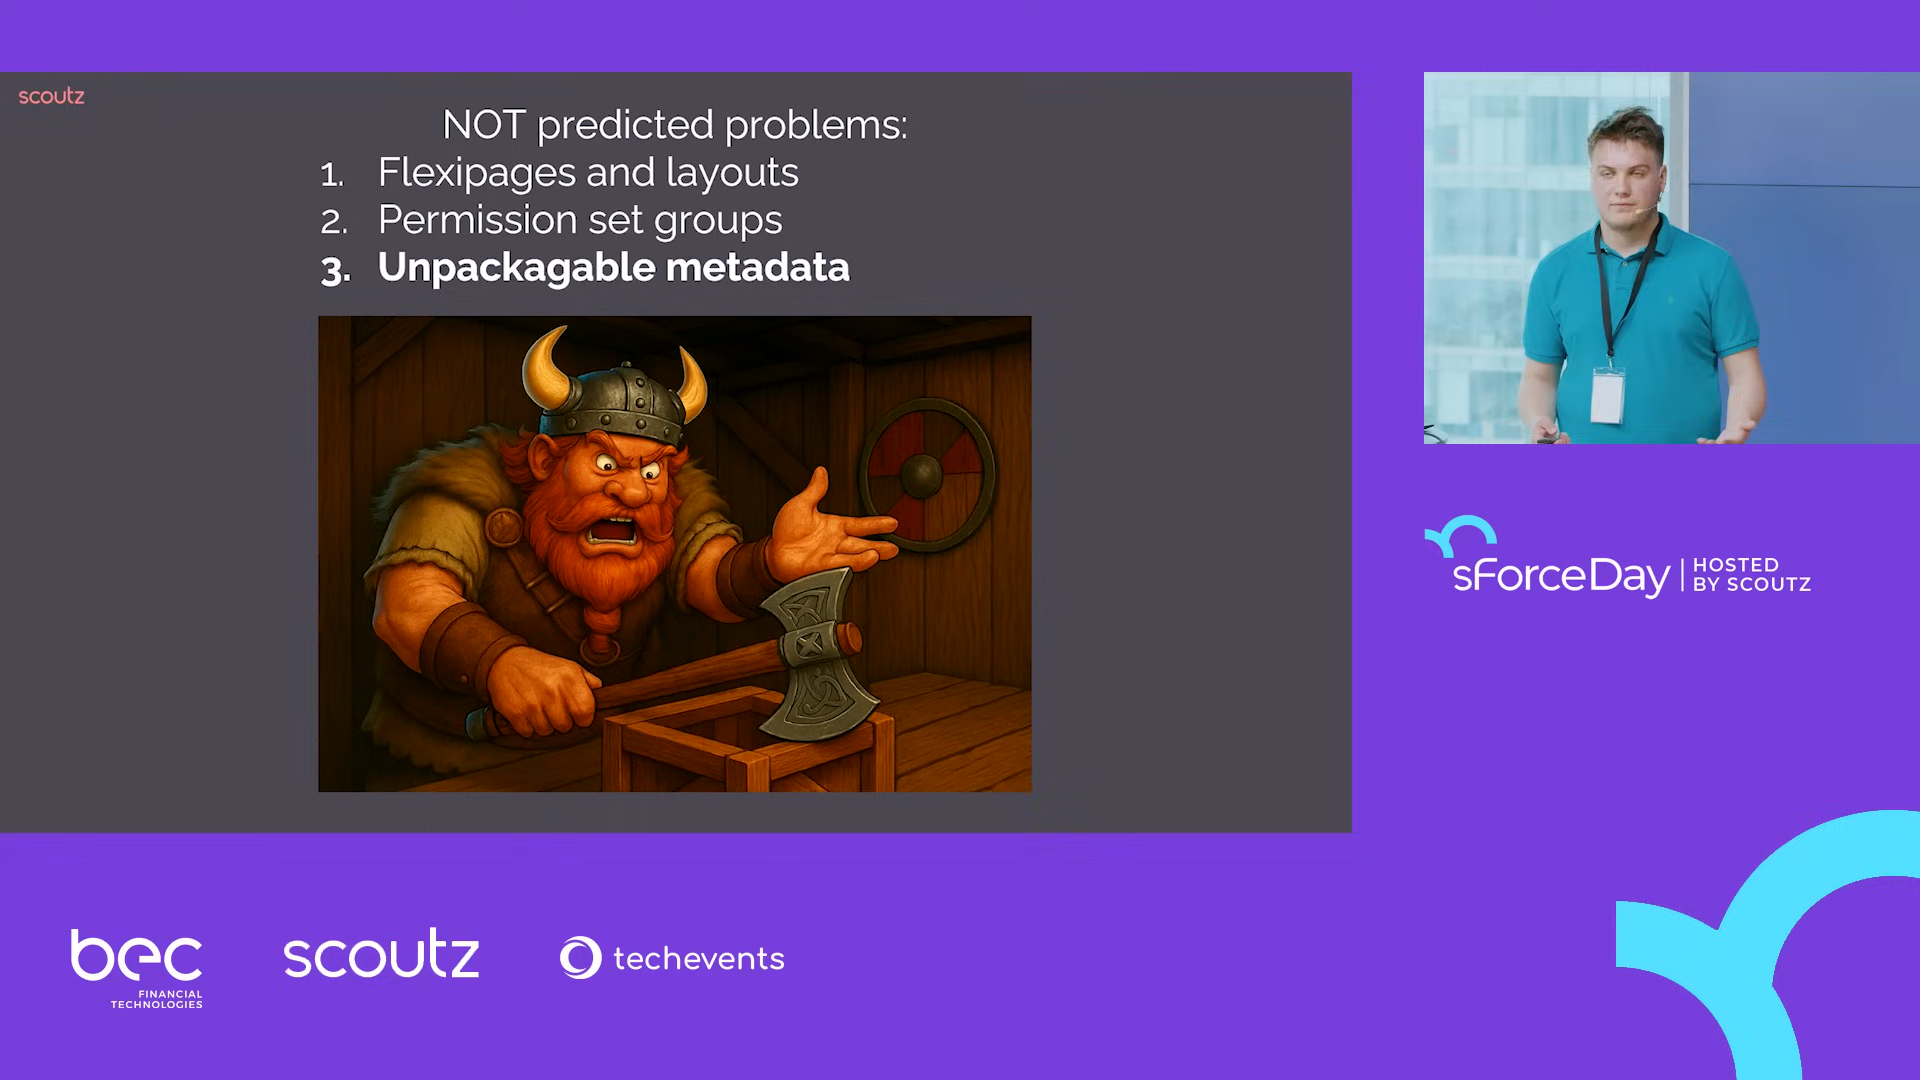 scoutz
NOT predicted problems:
1. Flexipages and layouts
2. Permission set groups
3. Unpackagable metadata
sForceDay | HOSTED
BY SCOUTZ
bec
FINANCIAL
TECHNOLOGIES
scoutz
techevents